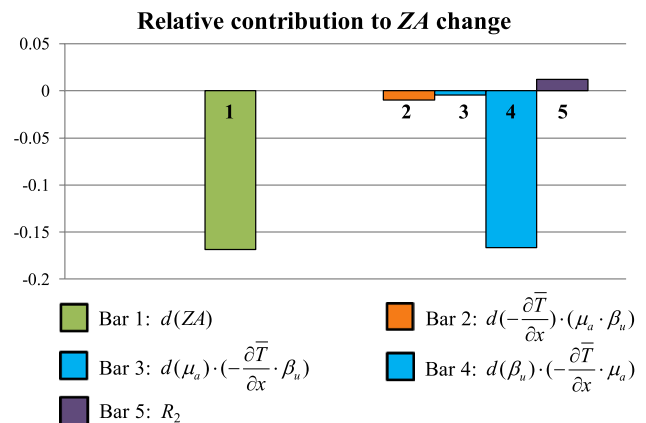 Relative contribution to ZA change
0.05
0
-0.05
-0.1
-0.15
-0.2
1
2
3
4
5
Bar 1: d(ZA)
Bar 2: d(-∂T̅/∂x)·(μₐ·βᵤ)
Bar 3: d(μₐ)·(-∂T̅/∂x·βᵤ)
Bar 4: d(βᵤ)·(-∂T̅/∂x·μₐ)
Bar 5: R₂